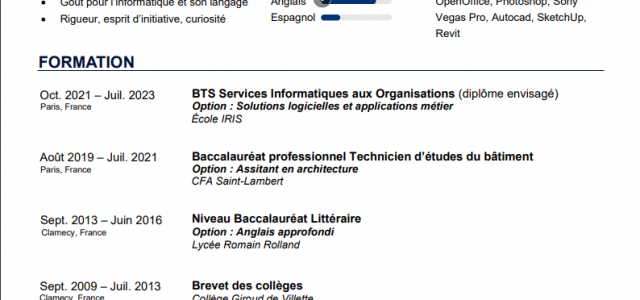 Goût pour l'informatique et son langage
Rigueur, esprit d'initiative, curiosité
Anglais
Espagnol
OpenOffice, Photoshop, Sony
Vegas Pro, Autocad, SketchUp,
Revit
FORMATION
Oct. 2021 – Juil. 2023
Paris, France
BTS Services Informatiques aux Organisations (diplôme envisagé)
Option : Solutions logicielles et applications métier
École IRIS
Août 2019 – Juil. 2021
Paris, France
Baccalauréat professionnel Technicien d'études du bâtiment
Option : Assitant en architecture
CFA Saint-Lambert
Sept. 2013 – Juin 2016
Clamecy, France
Niveau Baccalauréat Littéraire
Option : Anglais approfondi
Lycée Romain Rolland
Sept. 2009 – Juil. 2013
Clamecy, France
Brevet des collèges
Collège Giroud de Villette